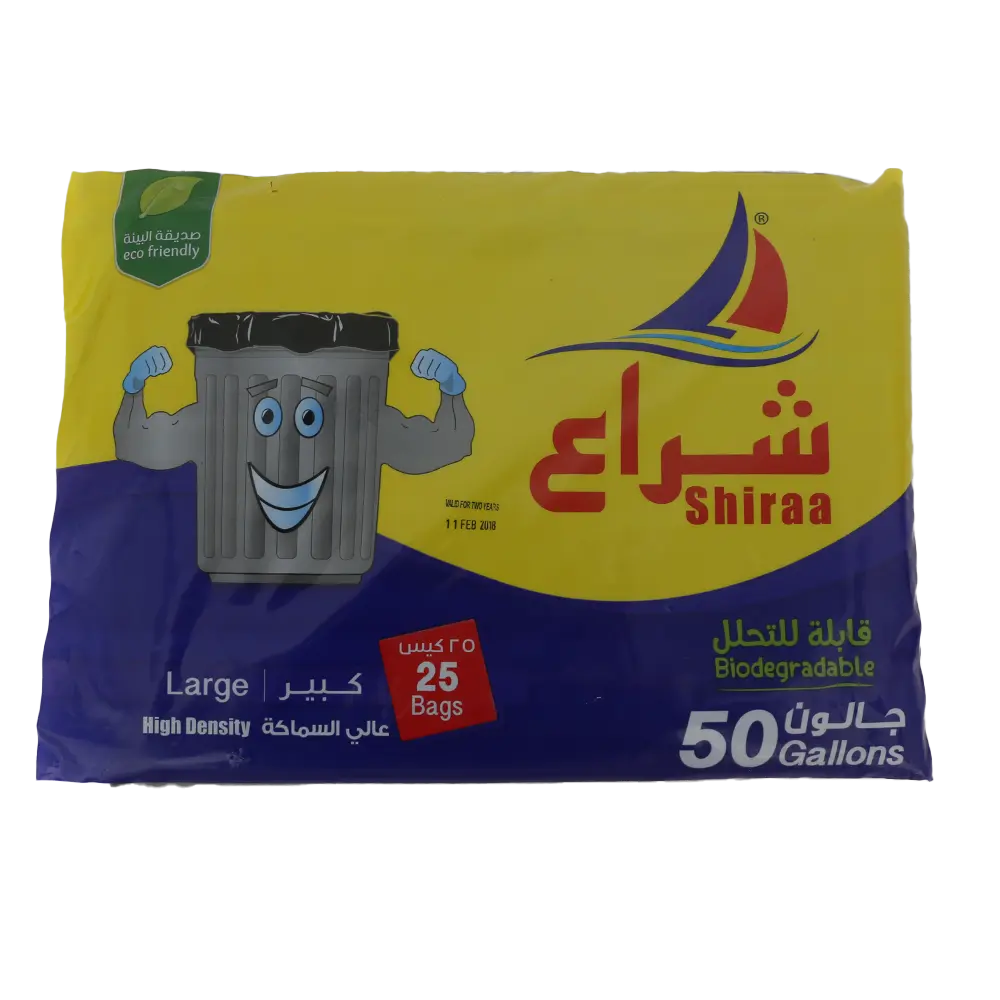 صديقة البيئة
eco friendly
®
شراع
Shiraa
VALID FOR TWO YEARS
11 FEB 2018
٢٥ كيس
25
Bags
Large | كبير
High Density عالي السماكة
قابلة للتحلل
Biodegradable
50 جالون
Gallons